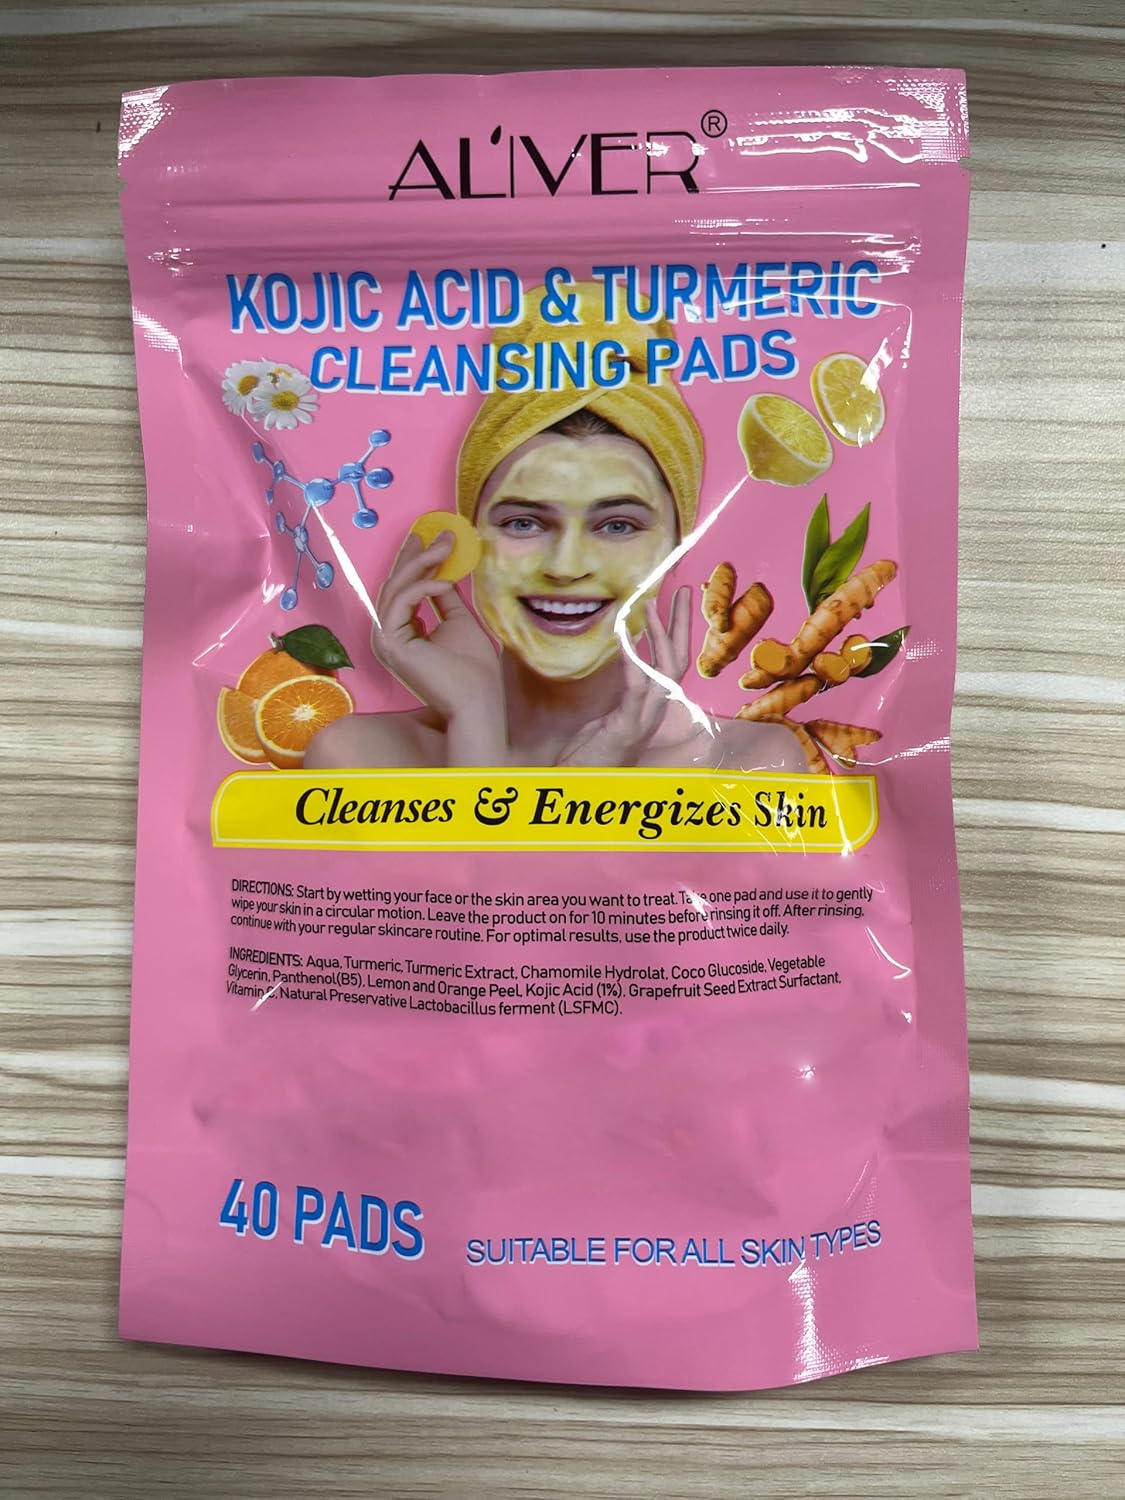 AL'IVER®
KOJIC ACID & TURMERIC
CLEANSING PADS
Cleanses & Energizes Skin
DIRECTIONS: Start by wetting your face or the skin area you want to treat. Take one pad and use it to gently
wipe your skin in a circular motion. Leave the product on for 10 minutes before rinsing it off. After rinsing,
continue with your regular skincare routine. For optimal results, use the product twice daily.
INGREDIENTS: Aqua, Turmeric, Turmeric Extract, Chamomile Hydrolat, Coco Glucoside, Vegetable
Glycerin, Panthenol(B5), Lemon and Orange Peel, Kojic Acid (1%), Grapefruit Seed Extract Surfactant,
Vitamin Natural Preservative Lactobacillus ferment (LSFMC).
40 PADS
SUITABLE FOR ALL SKIN TYPES